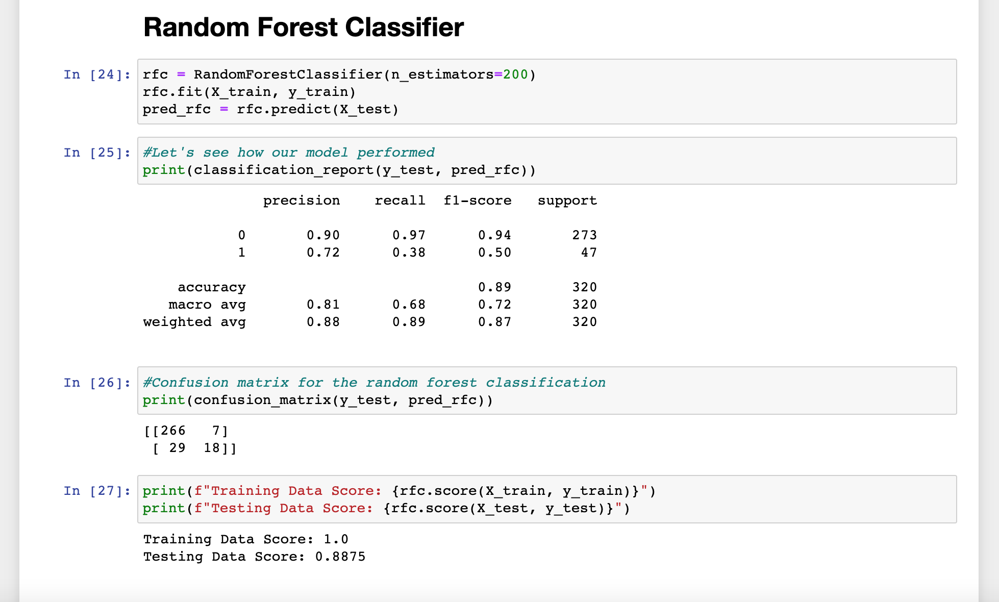 Random Forest Classifier
In [24]: rfc = RandomForestClassifier(n_estimators=200)
rfc.fit(X_train, y_train)
pred_rfc = rfc.predict(X_test)
In [25]: #Let's see how our model performed
print(classification_report(y_test, pred_rfc))
precision recall f1-score support
0 0.90 0.97 0.94 273
1 0.72 0.38 0.50 47
accuracy 0.89 320
macro avg 0.81 0.68 0.72 320
weighted avg 0.88 0.89 0.87 320
In [26]: #Confusion matrix for the random forest classification
print(confusion_matrix(y_test, pred_rfc))
[[266 7]
[ 29 18]]
In [27]: print(f"Training Data Score: {rfc.score(X_train, y_train)}")
print(f"Testing Data Score: {rfc.score(X_test, y_test)}")
Training Data Score: 1.0
Testing Data Score: 0.8875